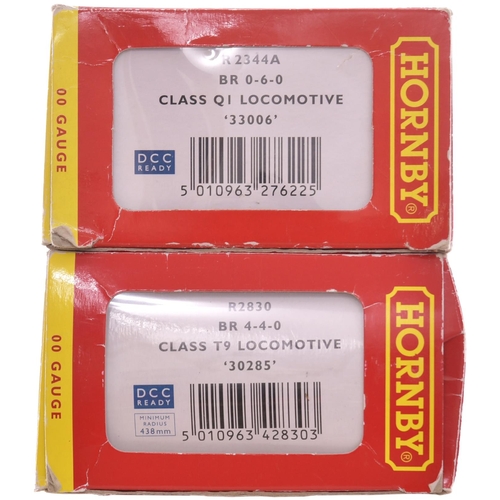 00 GAUGE
R2344A
BR 0-6-0
CLASS Q1 LOCOMOTIVE
'33006'
DCC
READY
5 010963 276225
HORNBY®
00 GAUGE
R2830
BR 4-4-0
CLASS T9 LOCOMOTIVE
'30285'
DCC
READY
MINIMUM
RADIUS
438mm
5 010963 428303
HORNBY®